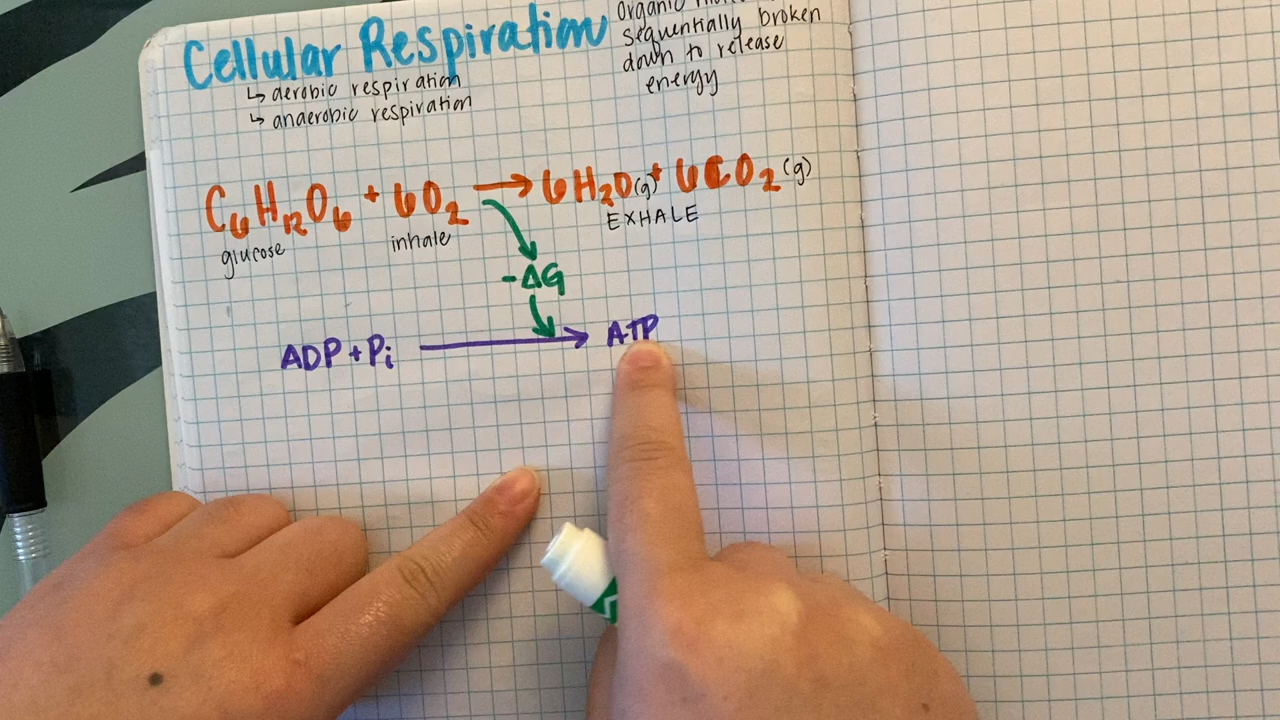 Cellular Respiration
↳ aerobic respiration
↳ anaerobic respiration
Organic
sequentially broken
down to release
energy
C6H12O6 + 6O2 → 6H2O(g) + 6CO2(g)
glucose inhale EXHALE
-ΔG
ADP + Pi → ATP